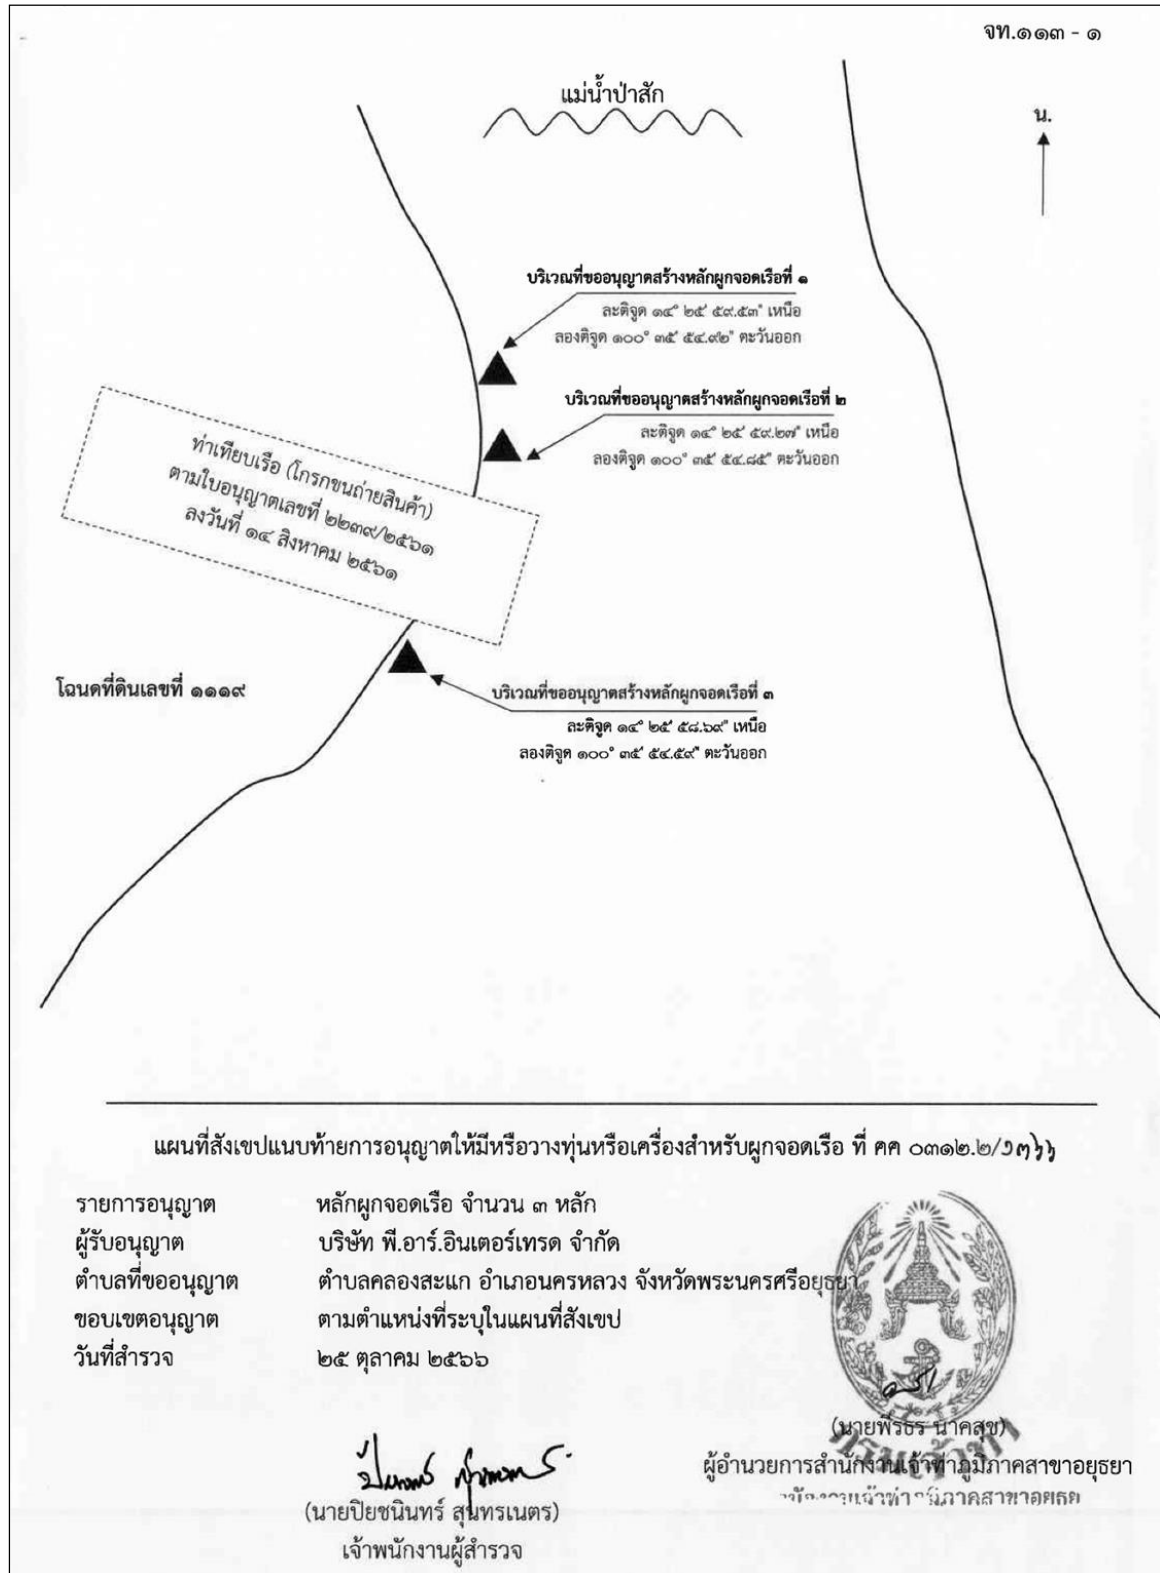 จท.๑๑๓ - ๑
แม่น้ำป่าสัก
น.
บริเวณที่ขออนุญาตสร้างหลักผูกจอดเรือที่ ๑
ละติจูด ๑๔° ๒๕' ๕๙.๕๓" เหนือ
ลองติจูด ๑๐๐° ๓๕' ๕๔.๙๒" ตะวันออก
บริเวณที่ขออนุญาตสร้างหลักผูกจอดเรือที่ ๒
ละติจูด ๑๔° ๒๕' ๕๙.๒๗" เหนือ
ลองติจูด ๑๐๐° ๓๕' ๕๔.๘๕" ตะวันออก
ท่าเทียบเรือ (โกรกขนถ่ายสินค้า)
ตามใบอนุญาตเลขที่ ๒๒๓๙/๒๕๖๑
ลงวันที่ ๑๔ สิงหาคม ๒๕๖๑
โฉนดที่ดินเลขที่ ๑๑๑๙
บริเวณที่ขออนุญาตสร้างหลักผูกจอดเรือที่ ๓
ละติจูด ๑๔° ๒๕' ๕๘.๖๙" เหนือ
ลองติจูด ๑๐๐° ๓๕' ๕๔.๕๙" ตะวันออก
แผนที่สังเขปแนบท้ายการอนุญาตให้มีหรือวางทุ่นหรือเครื่องสำหรับผูกจอดเรือ ที่ คค ๐๓๑๒.๒/
รายการอนุญาต หลักผูกจอดเรือ จำนวน ๓ หลัก
ผู้รับอนุญาต บริษัท พี.อาร์.อินเตอร์เทรด จำกัด
ตำบลที่ขออนุญาต ตำบลคลองสะแก อำเภอนครหลวง จังหวัดพระนครศรีอยุธยา
ขอบเขตอนุญาต ตามตำแหน่งที่ระบุในแผนที่สังเขป
วันที่สำรวจ ๒๕ ตุลาคม ๒๕๖๖
กรมเจ้าท่า
(นายพีรธร นาคสุข)
ผู้อำนวยการสำนักงานเจ้าท่าภูมิภาคสาขาอยุธยา
(นายปิยชนินทร์ สุนทรเนตร)
เจ้าพนักงานผู้สำรวจ